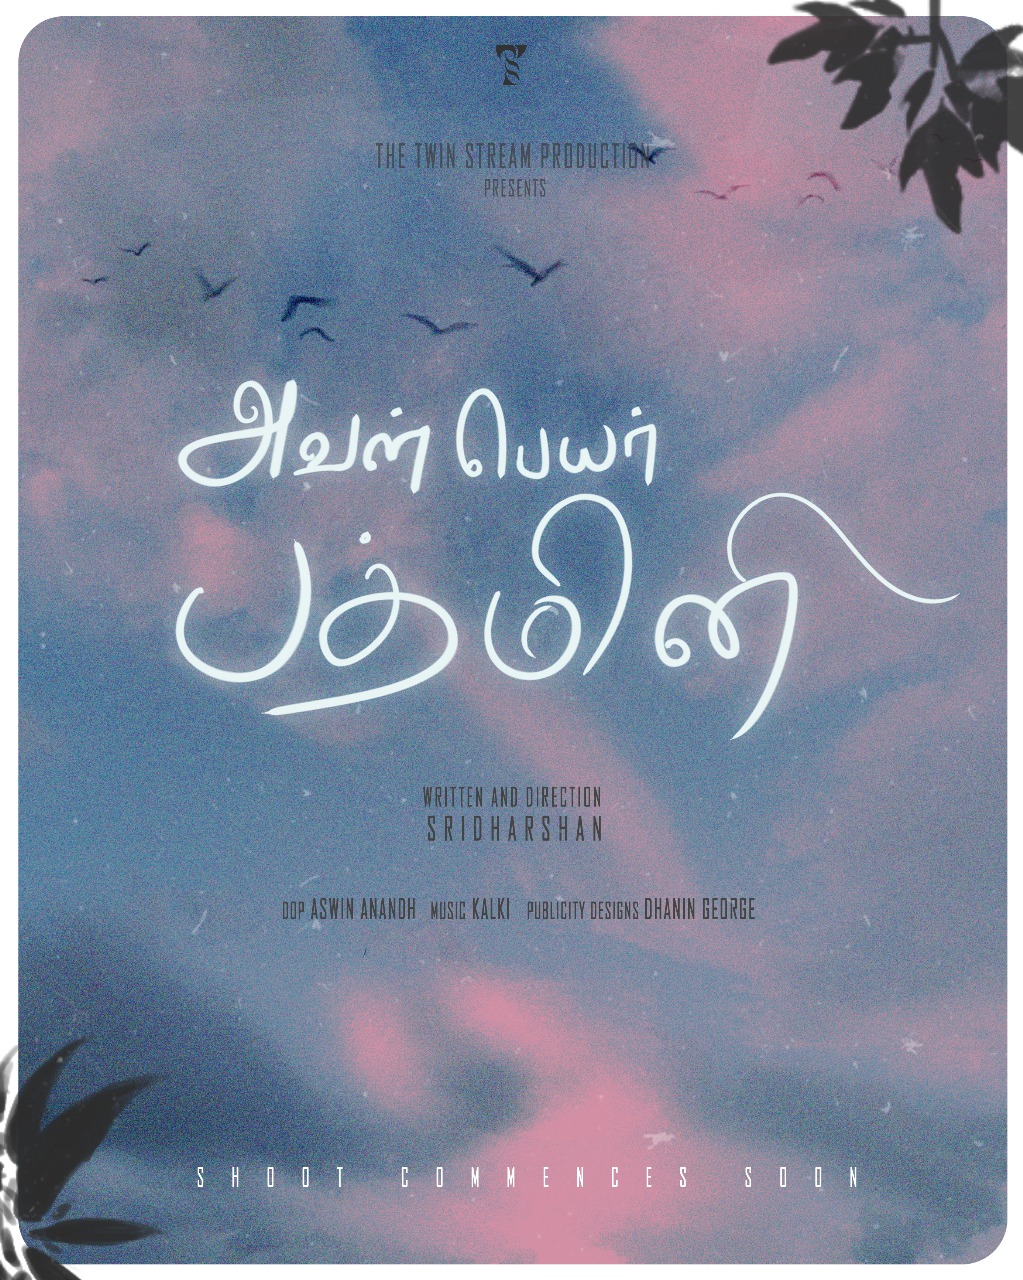 THE TWIN STREAM PRODUCTION
PRESENTS
அவன் பெயர்
பத்மினி
WRITTEN AND DIRECTION
SRIDHARSHAN
DOP ASWIN ANANDH MUSIC KALKI PUBLICITY DESIGNS DHANIN GEORGE
SHOOT COMMENCES SOON